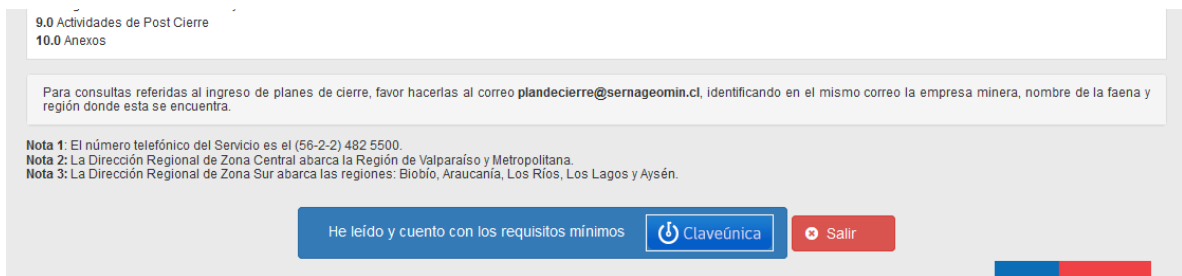 9.0 Actividades de Post Cierre
10.0 Anexos
Para consultas referidas al ingreso de planes de cierre, favor hacerlas al correo plandecierre@sernageomin.cl, identificando en el mismo correo la empresa minera, nombre de la faena y
región donde esta se encuentra.
Nota 1: El número telefónico del Servicio es el (56-2-2) 482 5500.
Nota 2: La Dirección Regional de Zona Central abarca la Región de Valparaíso y Metropolitana.
Nota 3: La Dirección Regional de Zona Sur abarca las regiones: Biobío, Araucanía, Los Ríos, Los Lagos y Aysén.
He leído y cuento con los requisitos mínimos Claveúnica Salir